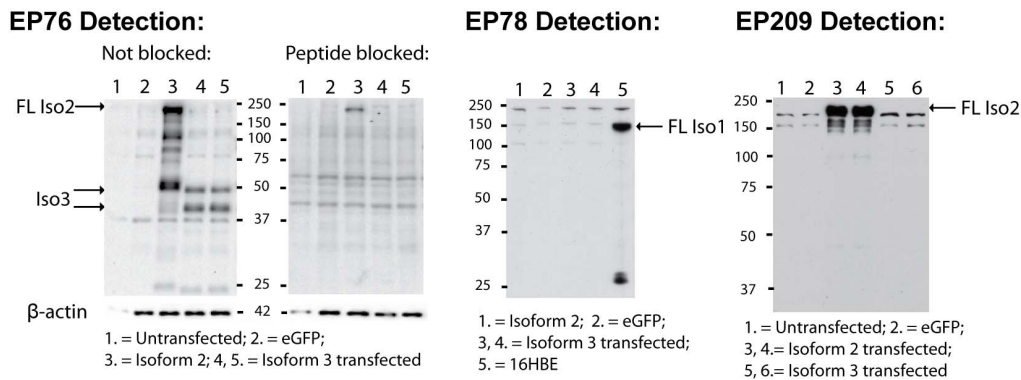 EP76 Detection:
Not blocked:
Peptide blocked:
1 2 3 4 5
1 2 3 4 5
FL Iso2
Iso3
250
150
100
75
50
37
25
β-actin
42
1. = Untransfected; 2. = eGFP;
3. = Isoform 2; 4, 5. = Isoform 3 transfected
EP78 Detection:
1 2 3 4 5
250
150
100
75
50
37
25
FL Iso1
1. = Isoform 2; 2. = eGFP;
3, 4. = Isoform 3 transfected;
5. = 16HBE
EP209 Detection:
1 2 3 4 5 6
250
150
100
75
50
37
FL Iso2
1. = Untransfected; 2. = eGFP;
3, 4.= Isoform 2 transfected;
5, 6.= Isoform 3 transfected